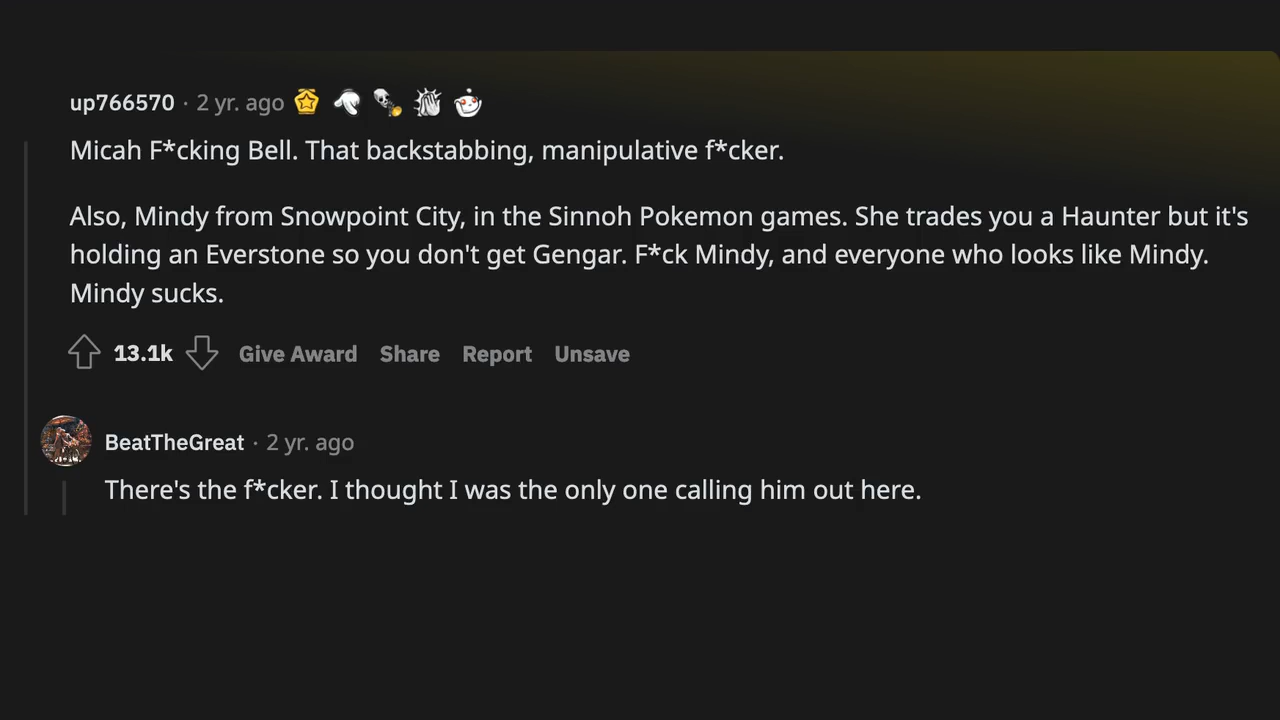 up766570 · 2 yr. ago
Micah F*cking Bell. That backstabbing, manipulative f*cker.
Also, Mindy from Snowpoint City, in the Sinnoh Pokemon games. She trades you a Haunter but it's
holding an Everstone so you don't get Gengar. F*ck Mindy, and everyone who looks like Mindy.
Mindy sucks.
13.1k Give Award Share Report Unsave
BeatTheGreat · 2 yr. ago
There's the f*cker. I thought I was the only one calling him out here.